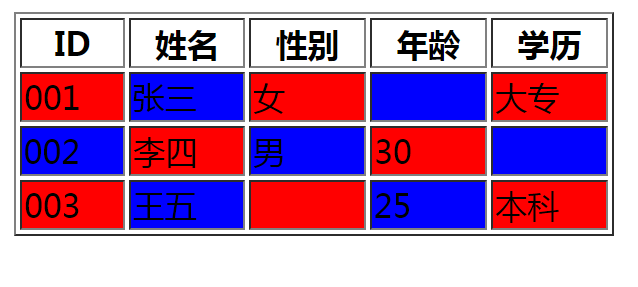 ID 姓名 性别 年龄 学历
001 张三 女 大专
002 李四 男 30
003 王五 25 本科